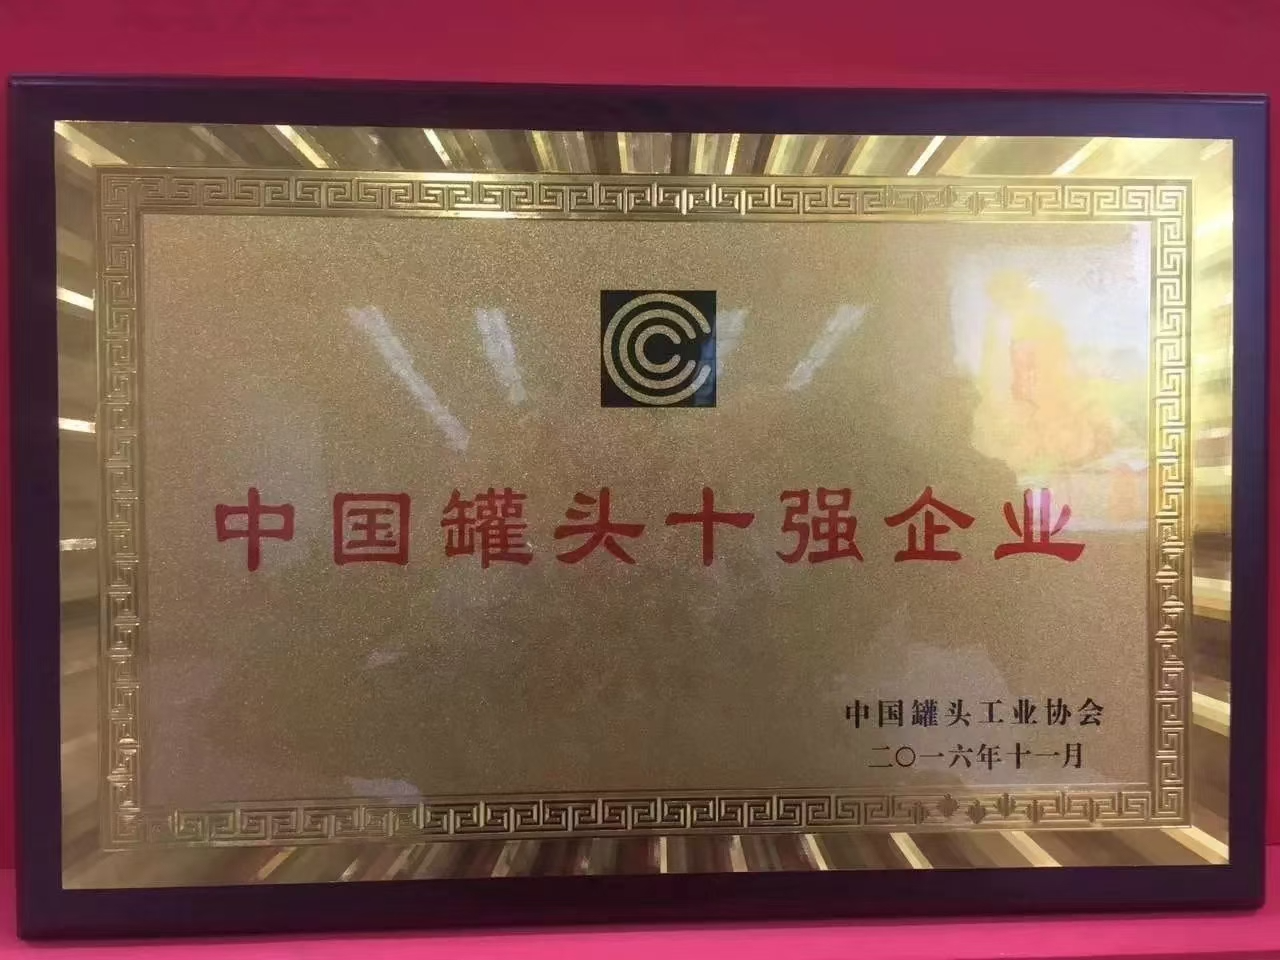 中国罐头十强企业
中国罐头工业协会
二〇一六年十一月